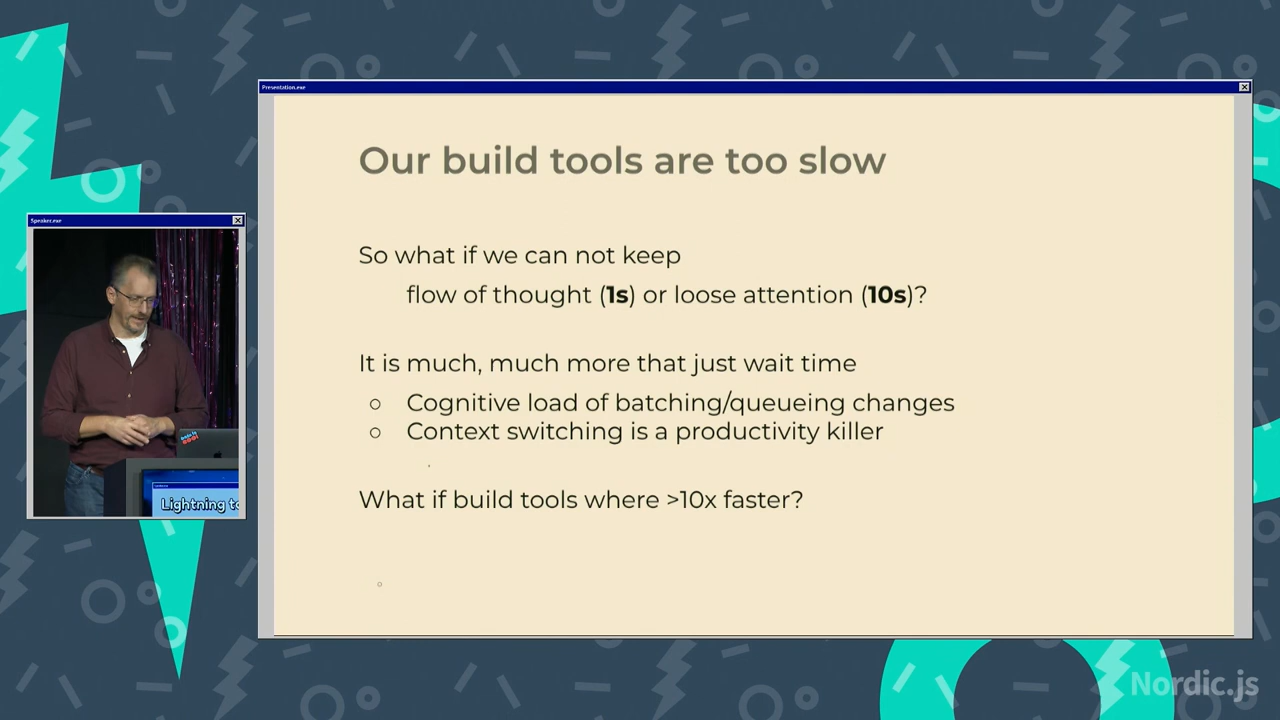 Presentation.exe
Our build tools are too slow
So what if we can not keep
flow of thought (1s) or loose attention (10s)?
It is much, much more that just wait time
Cognitive load of batching/queueing changes
Context switching is a productivity killer
What if build tools where >10x faster?
Speaker.exe
Lightning
Nordic.js